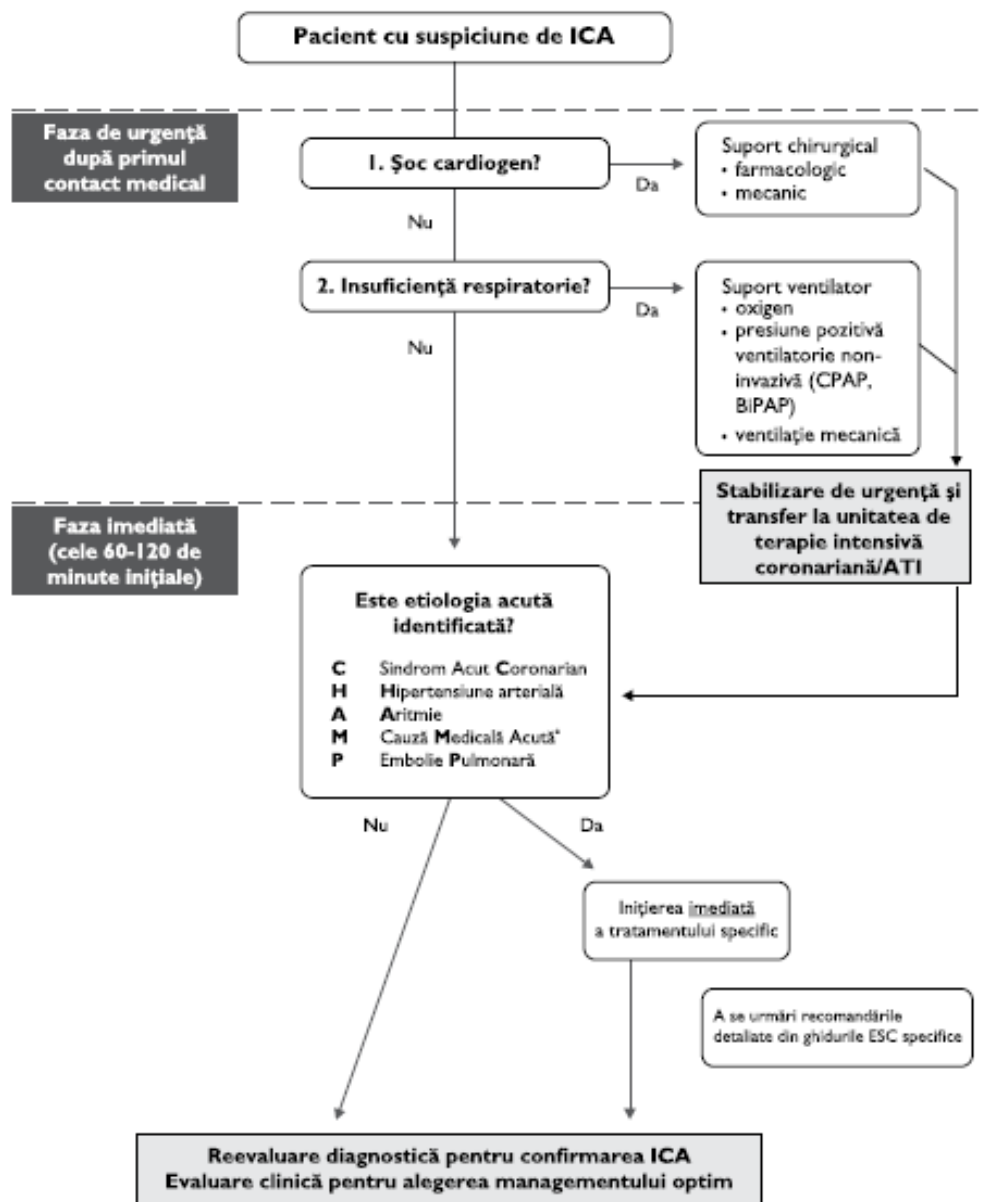 Pacient cu suspiciune de ICA
Faza de urgență
după primul
contact medical
1. Șoc cardiogen?
Da
Nu
Suport chirurgical
• farmacologic
• mecanic
2. Insuficiență respiratorie?
Da
Nu
Suport ventilator
• oxigen
• presiune pozitivă
ventilatorie non-
invazivă (CPAP,
BiPAP)
• ventilație mecanică
Stabilizare de urgență și
transfer la unitatea de
terapie intensivă
coronariană/ATI
Faza imediată
(cele 60-120 de
minute inițiale)
Este etiologia acută
identificată?
C Sindrom Acut Coronarian
H Hipertensiune arterială
A Aritmie
M Cauză Medicală Acută*
P Embolie Pulmonară
Nu
Da
Inițierea imediată
a tratamentului specific
A se urmări recomandările
detaliate din ghidurile ESC specifice
Reevaluare diagnostică pentru confirmarea ICA
Evaluare clinică pentru alegerea managementului optim